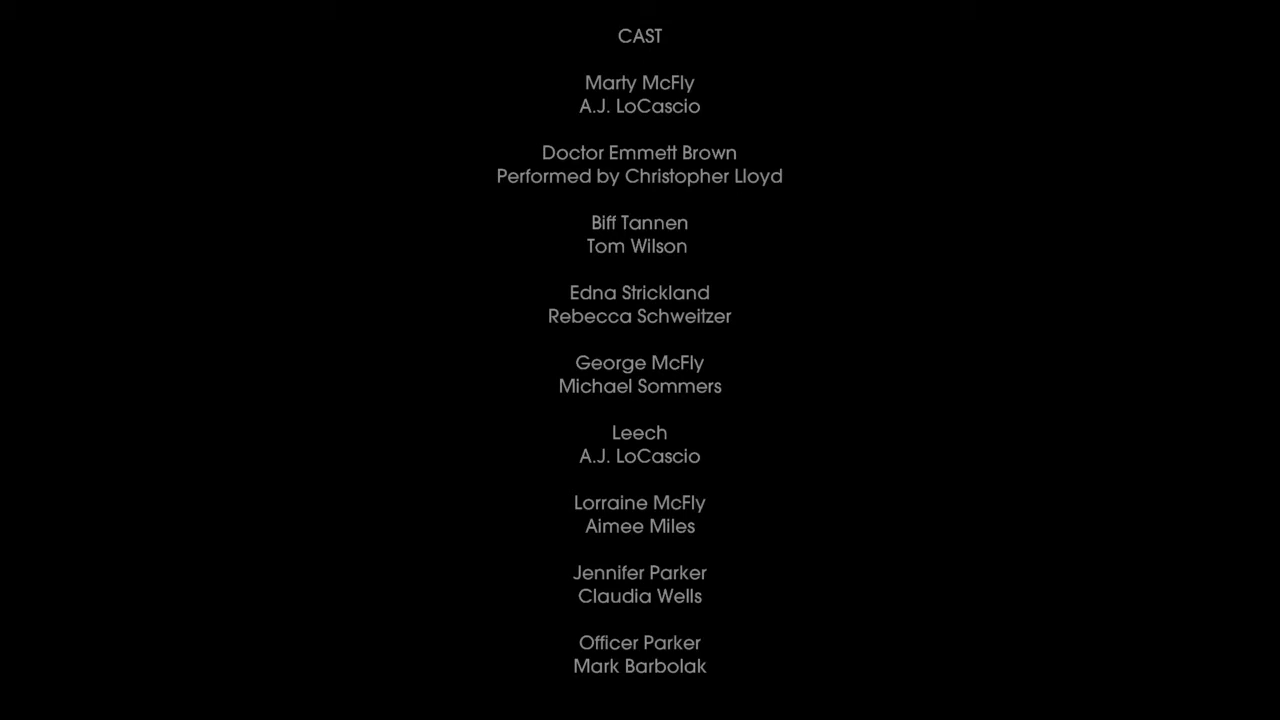 CAST
Marty McFly
A.J. LoCascio
Doctor Emmett Brown
Performed by Christopher Lloyd
Biff Tannen
Tom Wilson
Edna Strickland
Rebecca Schweitzer
George McFly
Michael Sommers
Leech
A.J. LoCascio
Lorraine McFly
Aimee Miles
Jennifer Parker
Claudia Wells
Officer Parker
Mark Barbolak